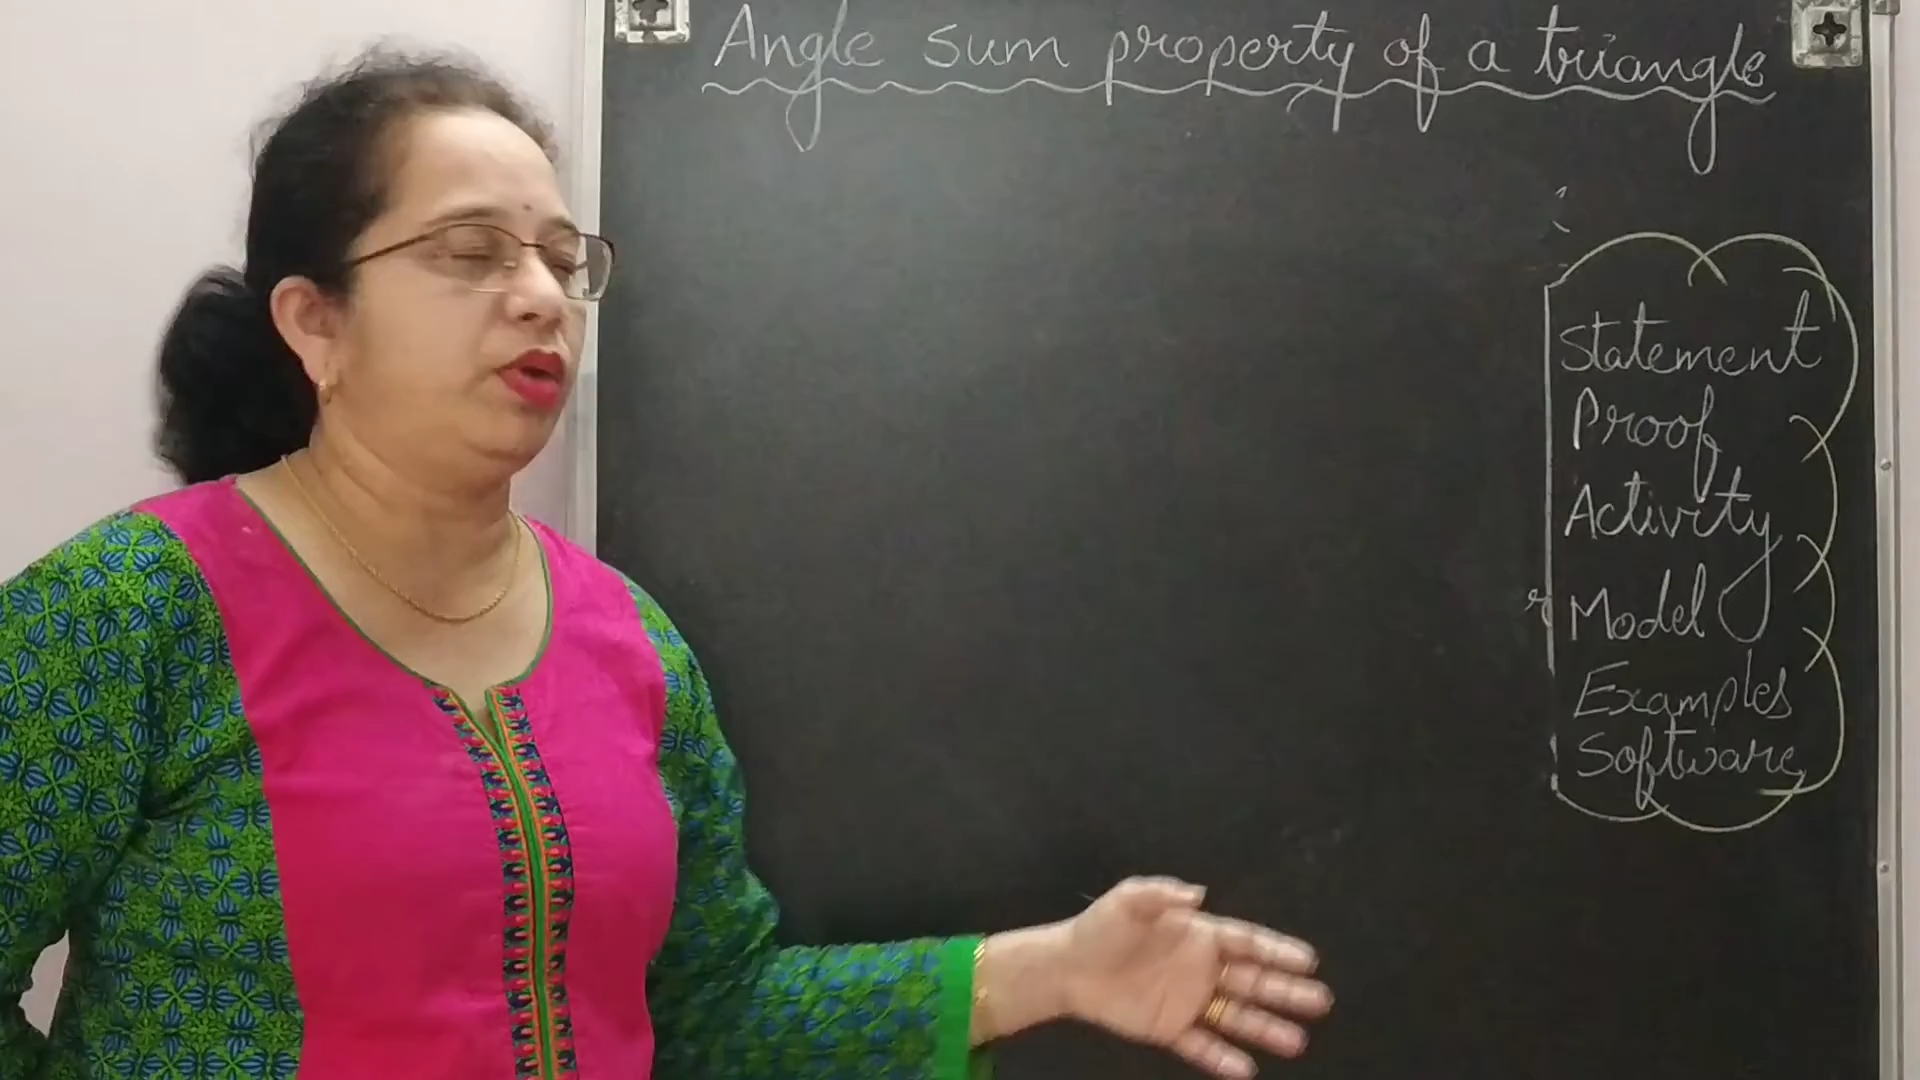 Angle sum property of a triangle
Statement
Proof
Activity
Model
Examples
Software